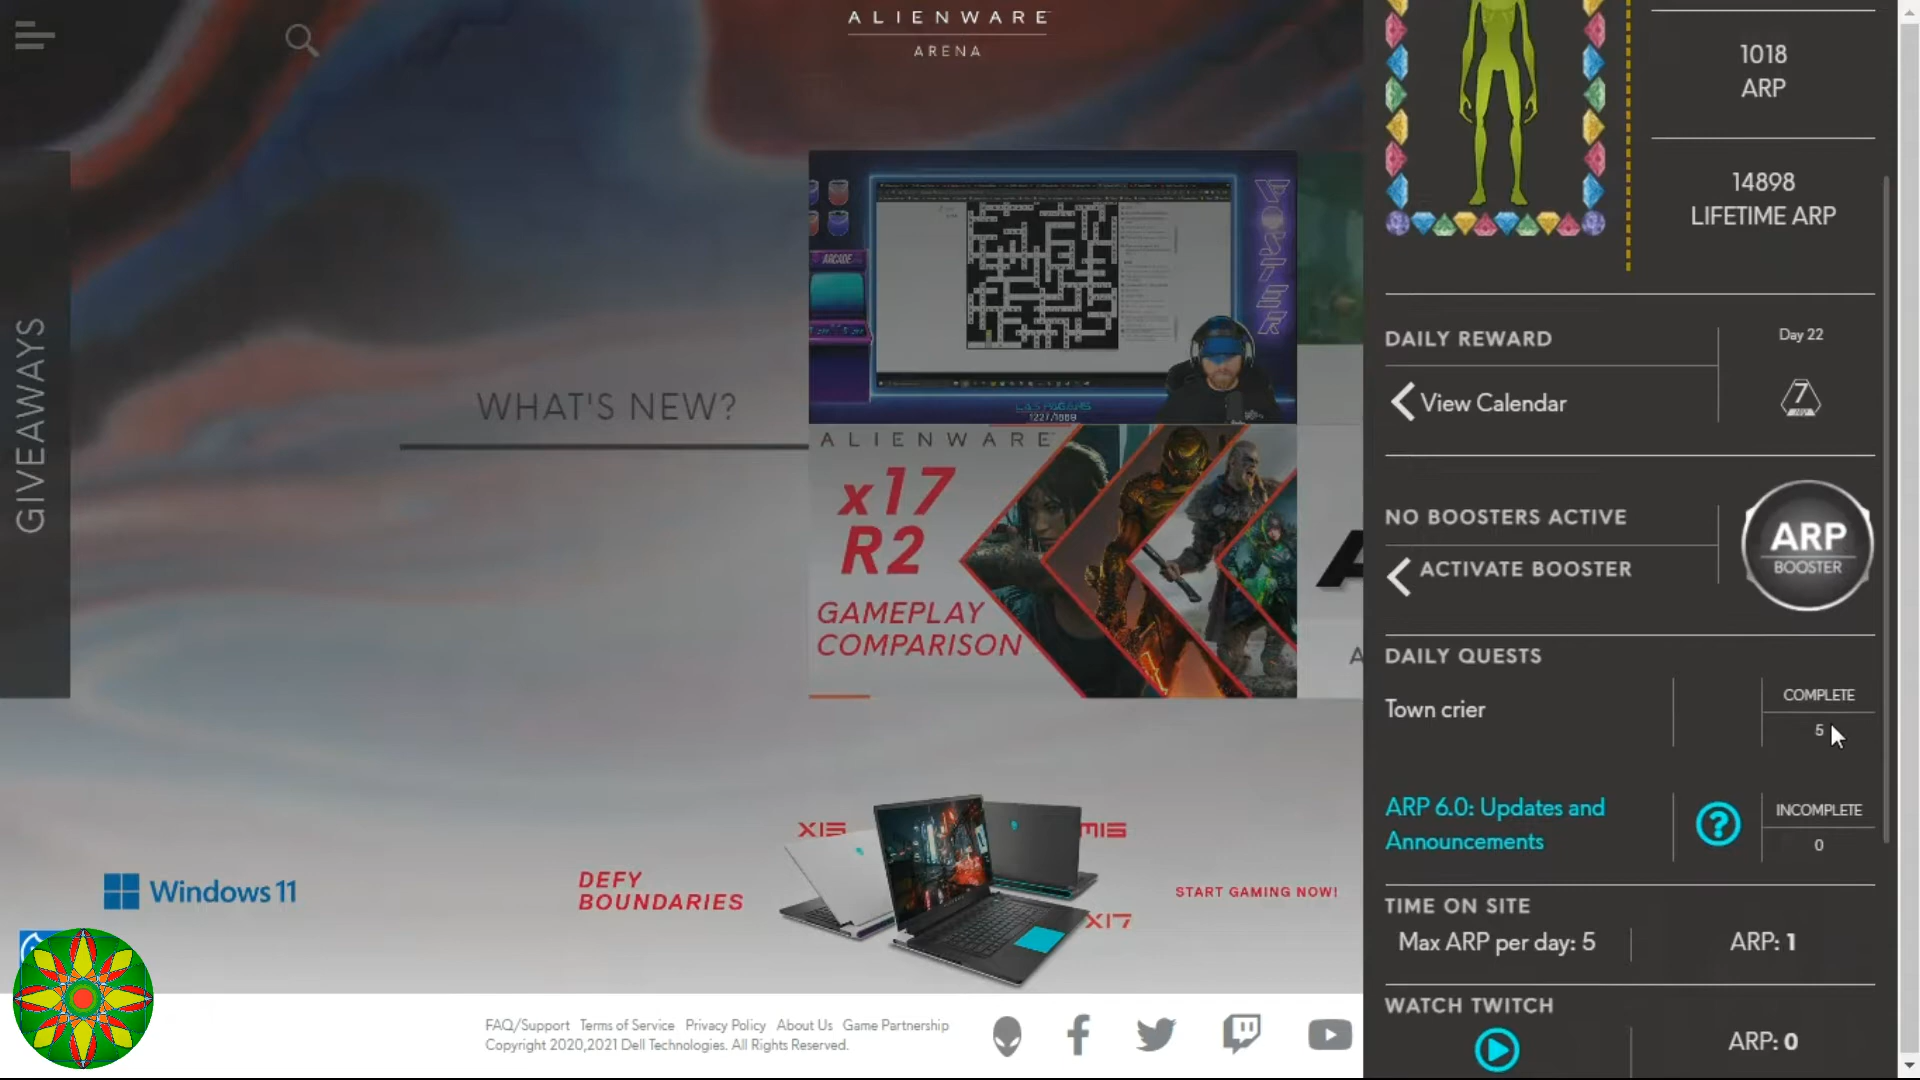 ALIENWARE
ARENA
GIVEAWAYS
WHAT'S NEW?
ARCADE
1227/1889
ALIENWARE
x17
R2
GAMEPLAY
COMPARISON
A
Windows 11
DEFY
BOUNDARIES
X15
M15
X17
START GAMING NOW!
FAQ/Support Terms of Service Privacy Policy About Us Game Partnership
Copyright 2020,2021 Dell Technologies. All Rights Reserved.
1018
ARP
14898
LIFETIME ARP
DAILY REWARD
Day 22
View Calendar
7
NO BOOSTERS ACTIVE
ACTIVATE BOOSTER
ARP
BOOSTER
DAILY QUESTS
Town crier
COMPLETE
5
ARP 6.0: Updates and
Announcements
?
INCOMPLETE
0
TIME ON SITE
Max ARP per day: 5
ARP: 1
WATCH TWITCH
ARP: 0